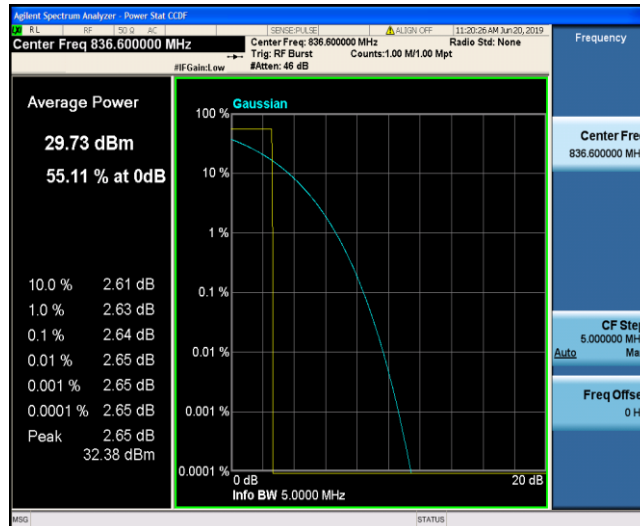 Agilent Spectrum Analyzer - Power Stat CCDF
RL RF 50 Ω AC SENSE:PULSE ALIGN OFF 11:20:26 AM Jun 20, 2019
Center Freq 836.600000 MHz
Center Freq: 836.600000 MHz Radio Std: None
Trig: RF Burst Counts:1.00 M/1.00 Mpt
#IFGain:Low #Atten: 46 dB
Frequency
Average Power
29.73 dBm
55.11 % at 0dB
10.0 % 2.61 dB
1.0 % 2.63 dB
0.1 % 2.64 dB
0.01 % 2.65 dB
0.001 % 2.65 dB
0.0001 % 2.65 dB
Peak 2.65 dB
32.38 dBm
Gaussian
100 %
10 %
1 %
0.1 %
0.01 %
0.001 %
0.0001 %
0 dB 20 dB
Info BW 5.0000 MHz
Center Fre
836.600000 MH
CF Step
5.000000 MH
Auto Ma
Freq Offse
0 H
MSG STATUS